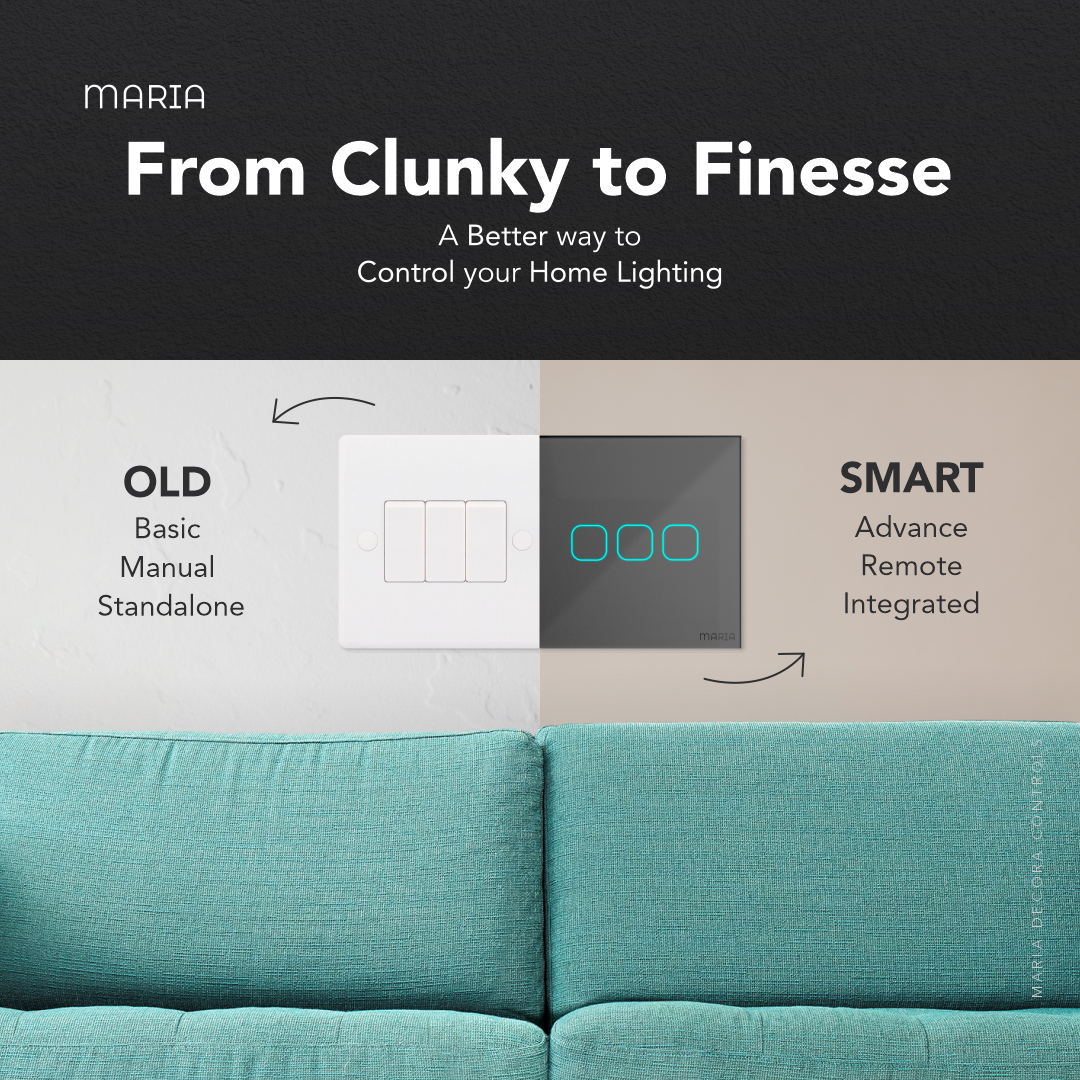 MARIA
From Clunky to Finesse
A Better way to
Control your Home Lighting
OLD
Basic
Manual
Standalone
SMART
Advance
Remote
Integrated
MARIA
MARIA DECORA CONTROLS